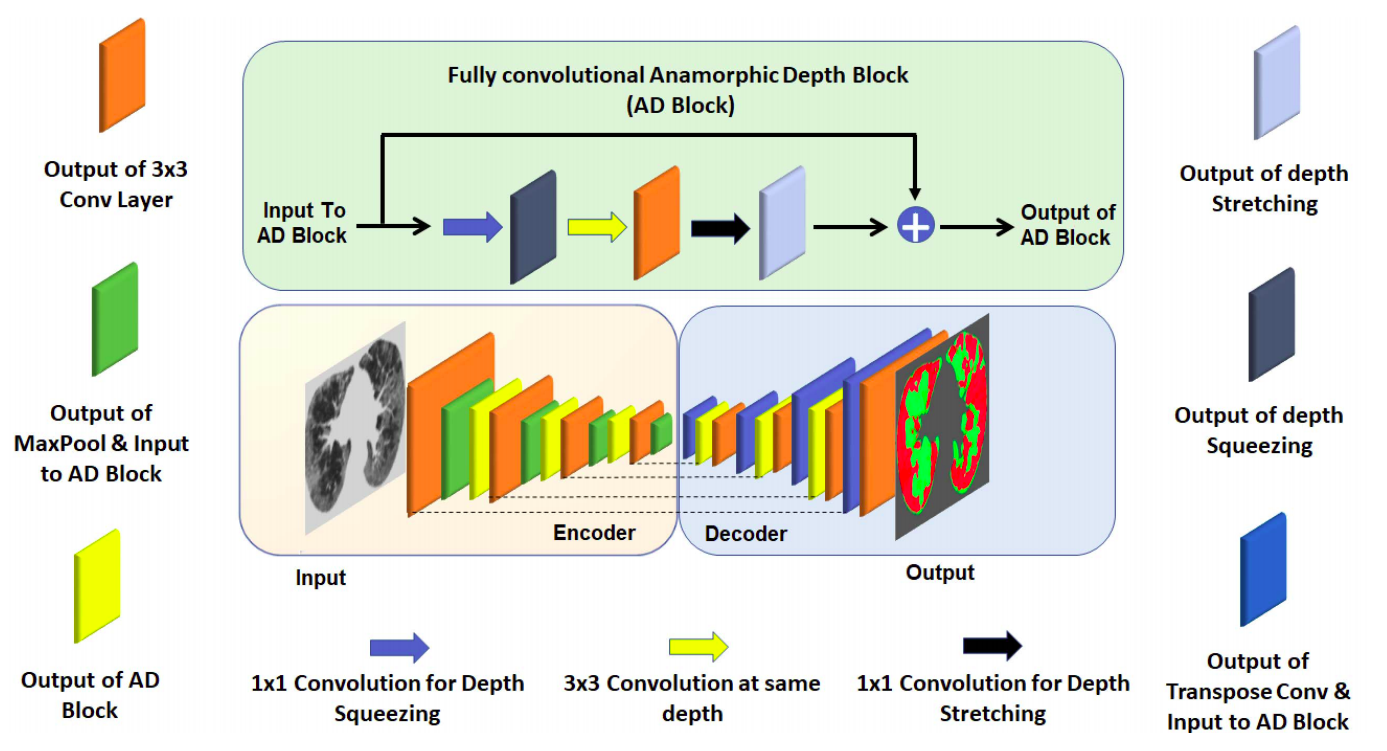 Fully convolutional Anamorphic Depth Block
(AD Block)
Input To
AD Block
Output of
AD Block
Output of 3x3
Conv Layer
Output of
MaxPool & Input
to AD Block
Output of AD
Block
Output of depth
Stretching
Output of depth
Squeezing
Output of
Transpose Conv &
Input to AD Block
Encoder
Decoder
Input
Output
1x1 Convolution for Depth
Squeezing
3x3 Convolution at same
depth
1x1 Convolution for Depth
Stretching